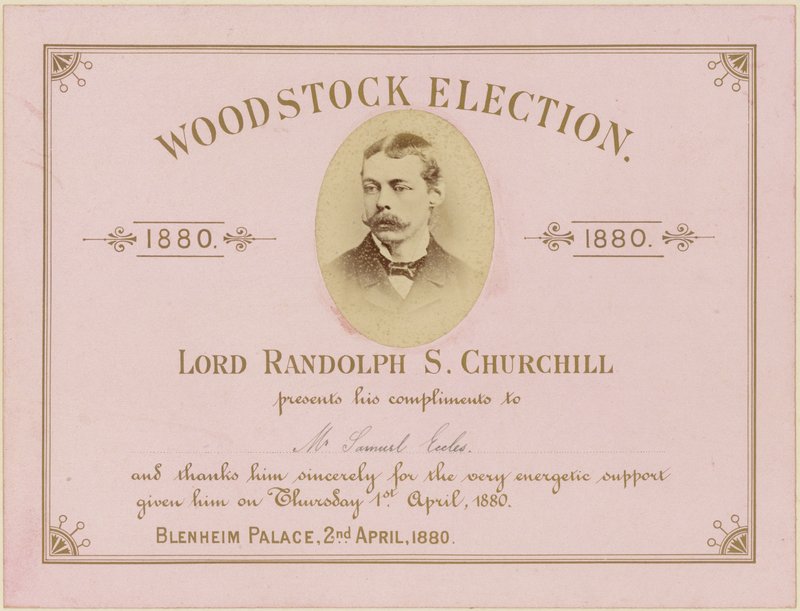 WOODSTOCK ELECTION.
1880. 1880.
LORD RANDOLPH S. CHURCHILL
presents his compliments to
Mr Samuel Eccles.
and thanks him sincerely for the very energetic support
given him on Thursday 1st. April, 1880.
BLENHEIM PALACE, 2nd APRIL, 1880.